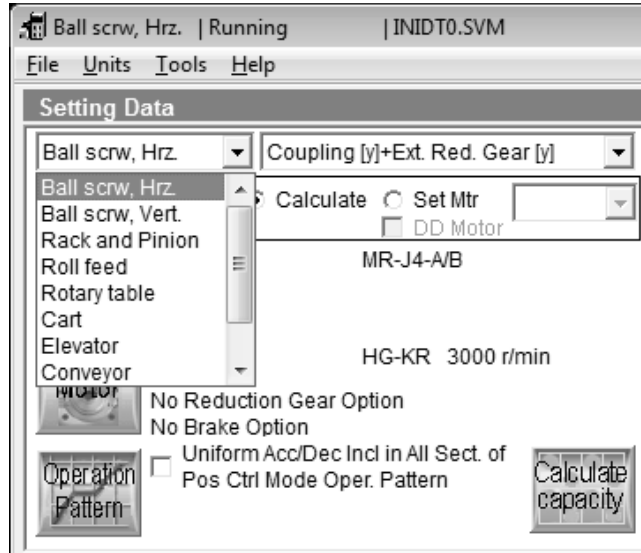 Ball scrw, Hrz. | Running | INIDT0.SVM
File Units Tools Help
Setting Data
Ball scrw, Hrz. Coupling [y]+Ext. Red. Gear [y]
Ball scrw, Hrz.
Calculate Set Mtr
Ball scrw, Vert.
DD Motor
Rack and Pinion
Roll feed
MR-J4-A/B
Rotary table
Cart
Elevator
HG-KR 3000 r/min
Conveyor
Motor
No Reduction Gear Option
No Brake Option
Uniform Acc/Dec Incl in All Sect. of
Pos Ctrl Mode Oper. Pattern
Operation
Pattern
Calculate
capacity